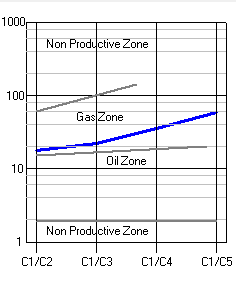 1000
Non Productive Zone
100
Gas Zone
Oil Zone
10
Non Productive Zone
1
C1/C2
C1/C3
C1/C4
C1/C5